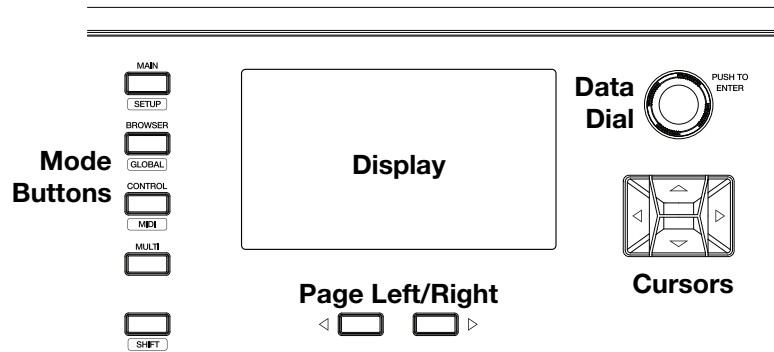 MAIN
SETUP
BROWSER
GLOBAL
CONTROL
MIDI
MULTI
SHIFT
Mode
Buttons
Display
Page Left/Right
Data
Dial
PUSH TO
ENTER
Cursors